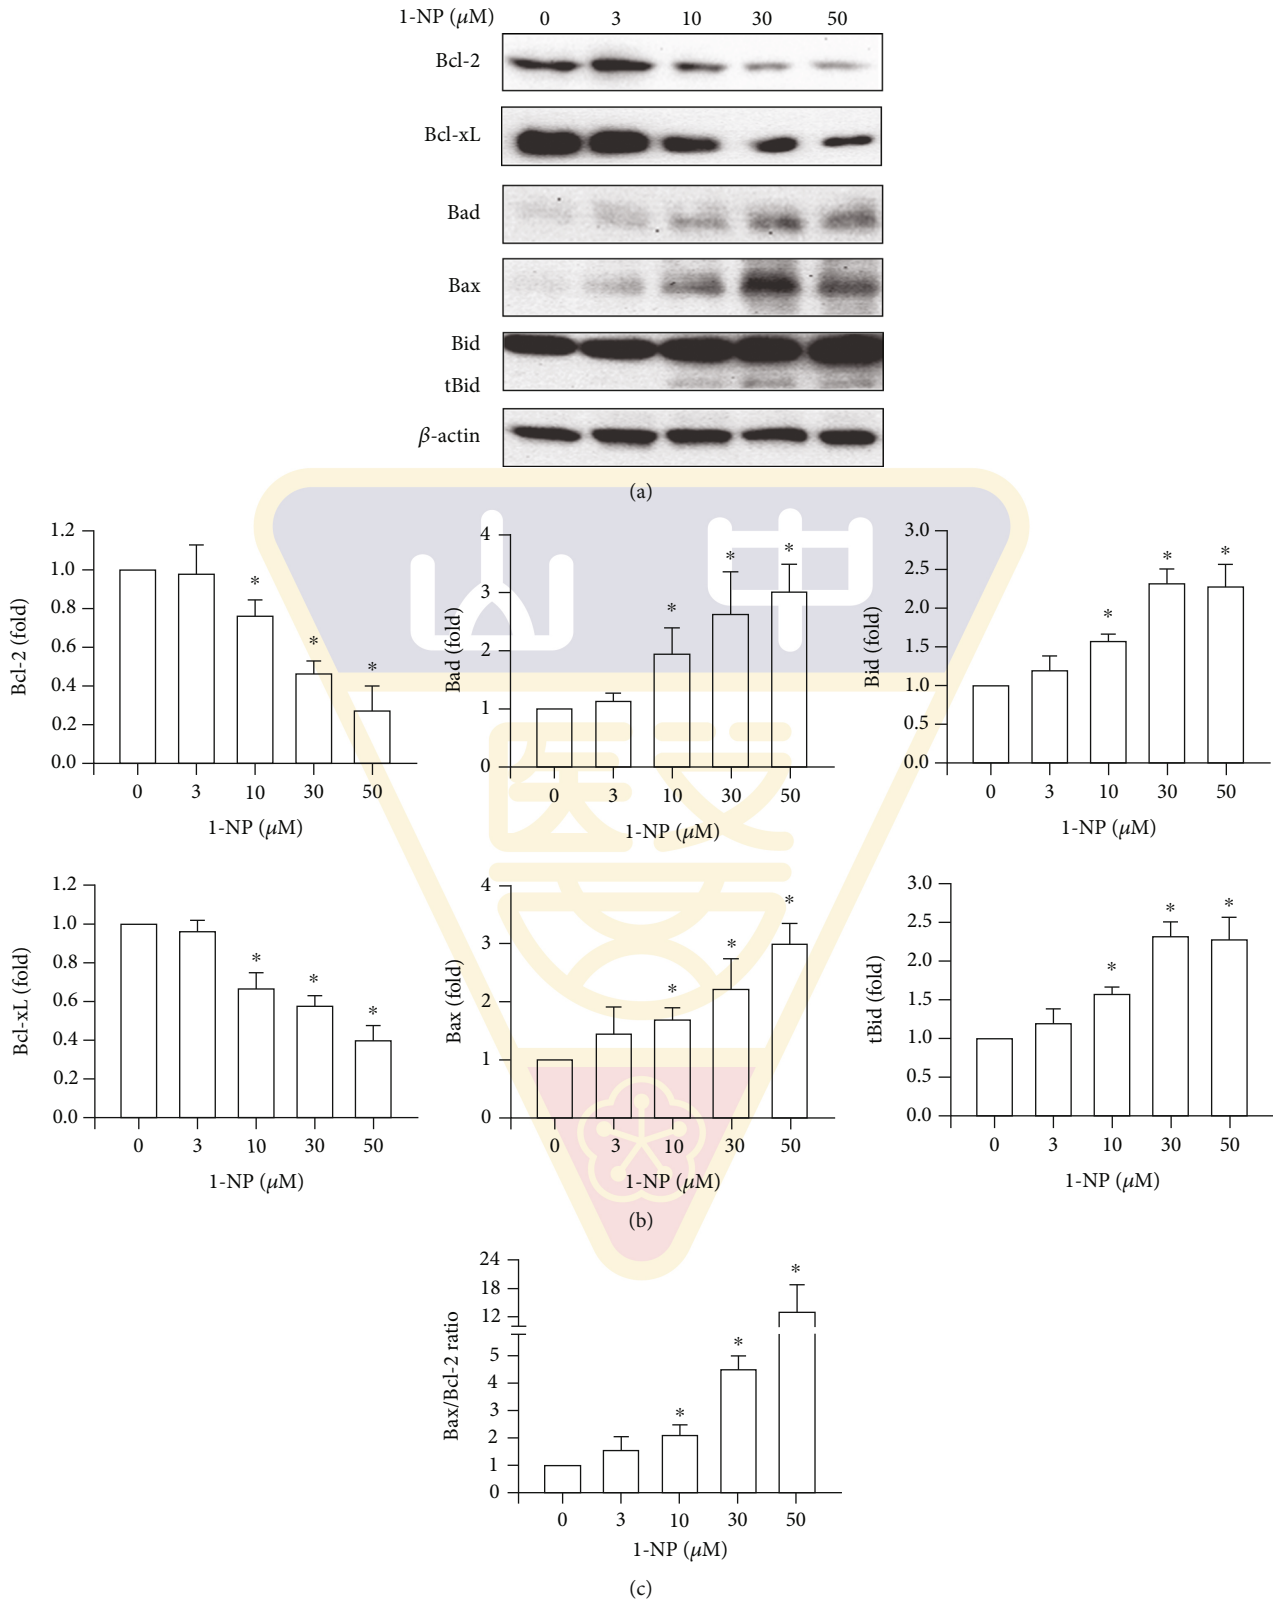 1-NP (μM) 0 3 10 30 50
Bcl-2
Bcl-xL
Bad
Bax
Bid
tBid
β-actin
(a)
1.2
1.0
0.8
0.6
0.4
0.2
0.0
Bcl-2 (fold)
* * *
0 3 10 30 50
1-NP (μM)
4
3
2
1
0
Bad (fold)
* * *
0 3 10 30 50
1-NP (μM)
3.0
2.5
2.0
1.5
1.0
0.5
0.0
Bid (fold)
* * *
0 3 10 30 50
1-NP (μM)
1.2
1.0
0.8
0.6
0.4
0.2
0.0
Bcl-xL (fold)
* * *
0 3 10 30 50
1-NP (μM)
4
3
2
1
0
Bax (fold)
* * *
0 3 10 30 50
1-NP (μM)
3.0
2.5
2.0
1.5
1.0
0.5
0.0
tBid (fold)
* * *
0 3 10 30 50
1-NP (μM)
(b)
24
18
12
5
4
3
2
1
0
Bax/Bcl-2 ratio
* * *
0 3 10 30 50
1-NP (μM)
(c)
山中
醫